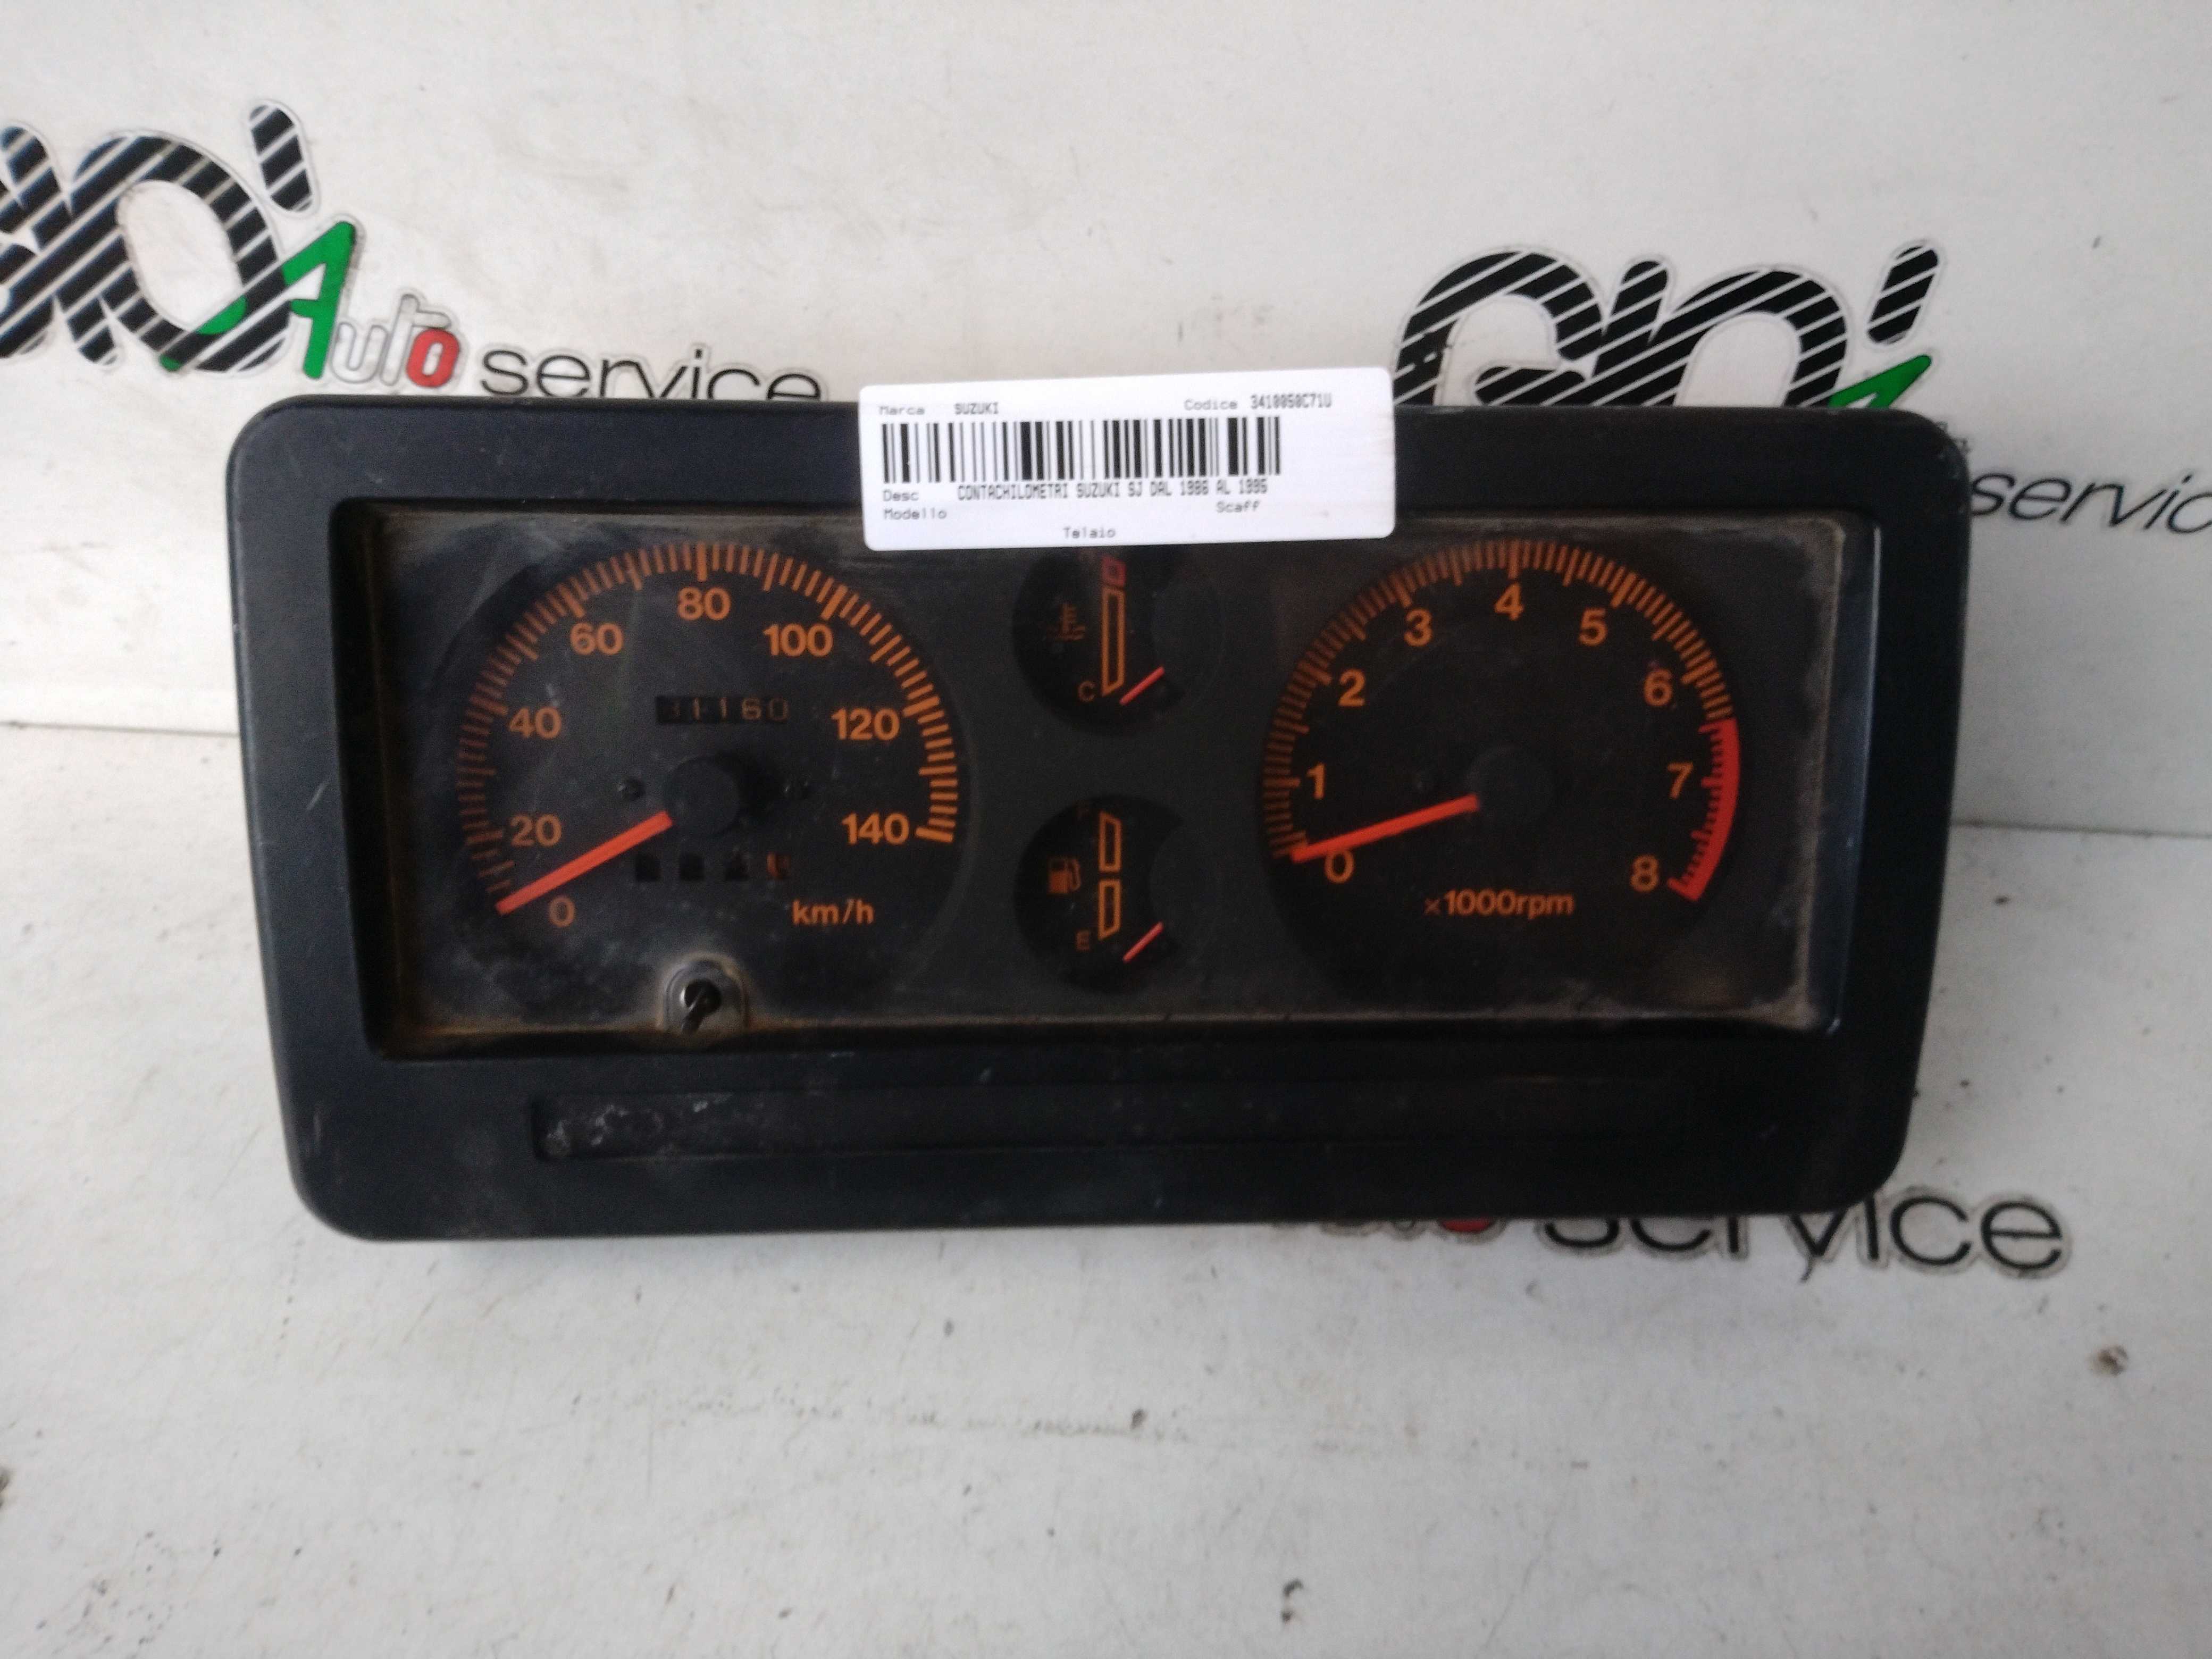 GIO'
Auto service
GIO'
service
Marca SUZUKI Codice 3410050C71U
Desc CONTACHILOMETRI SUZUKI SJ DAL 1986 AL 1995
Modello Scaff
Telaio
0 20 40 60 80 100 120 140
km/h
C
F
E
0 1 2 3 4 5 6 7 8
x1000rpm
service